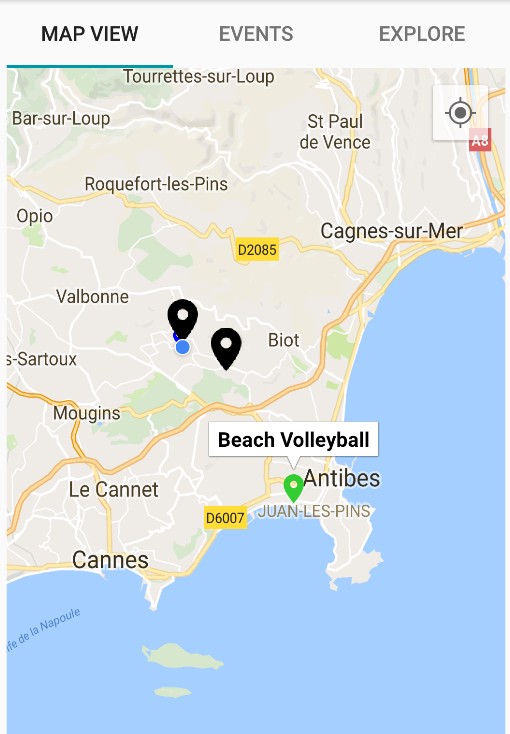 MAP VIEW EVENTS EXPLORE
Tourrettes-sur-Loup
Bar-sur-Loup
St Paul
de Vence
A8
Roquefort-les-Pins
Opio
Cagnes-sur-Mer
D2085
Valbonne
Biot
s-Sartoux
Mougins
Beach Volleyball
Antibes
Le Cannet
JUAN-LES-PINS
D6007
Cannes
fe de la Napoule